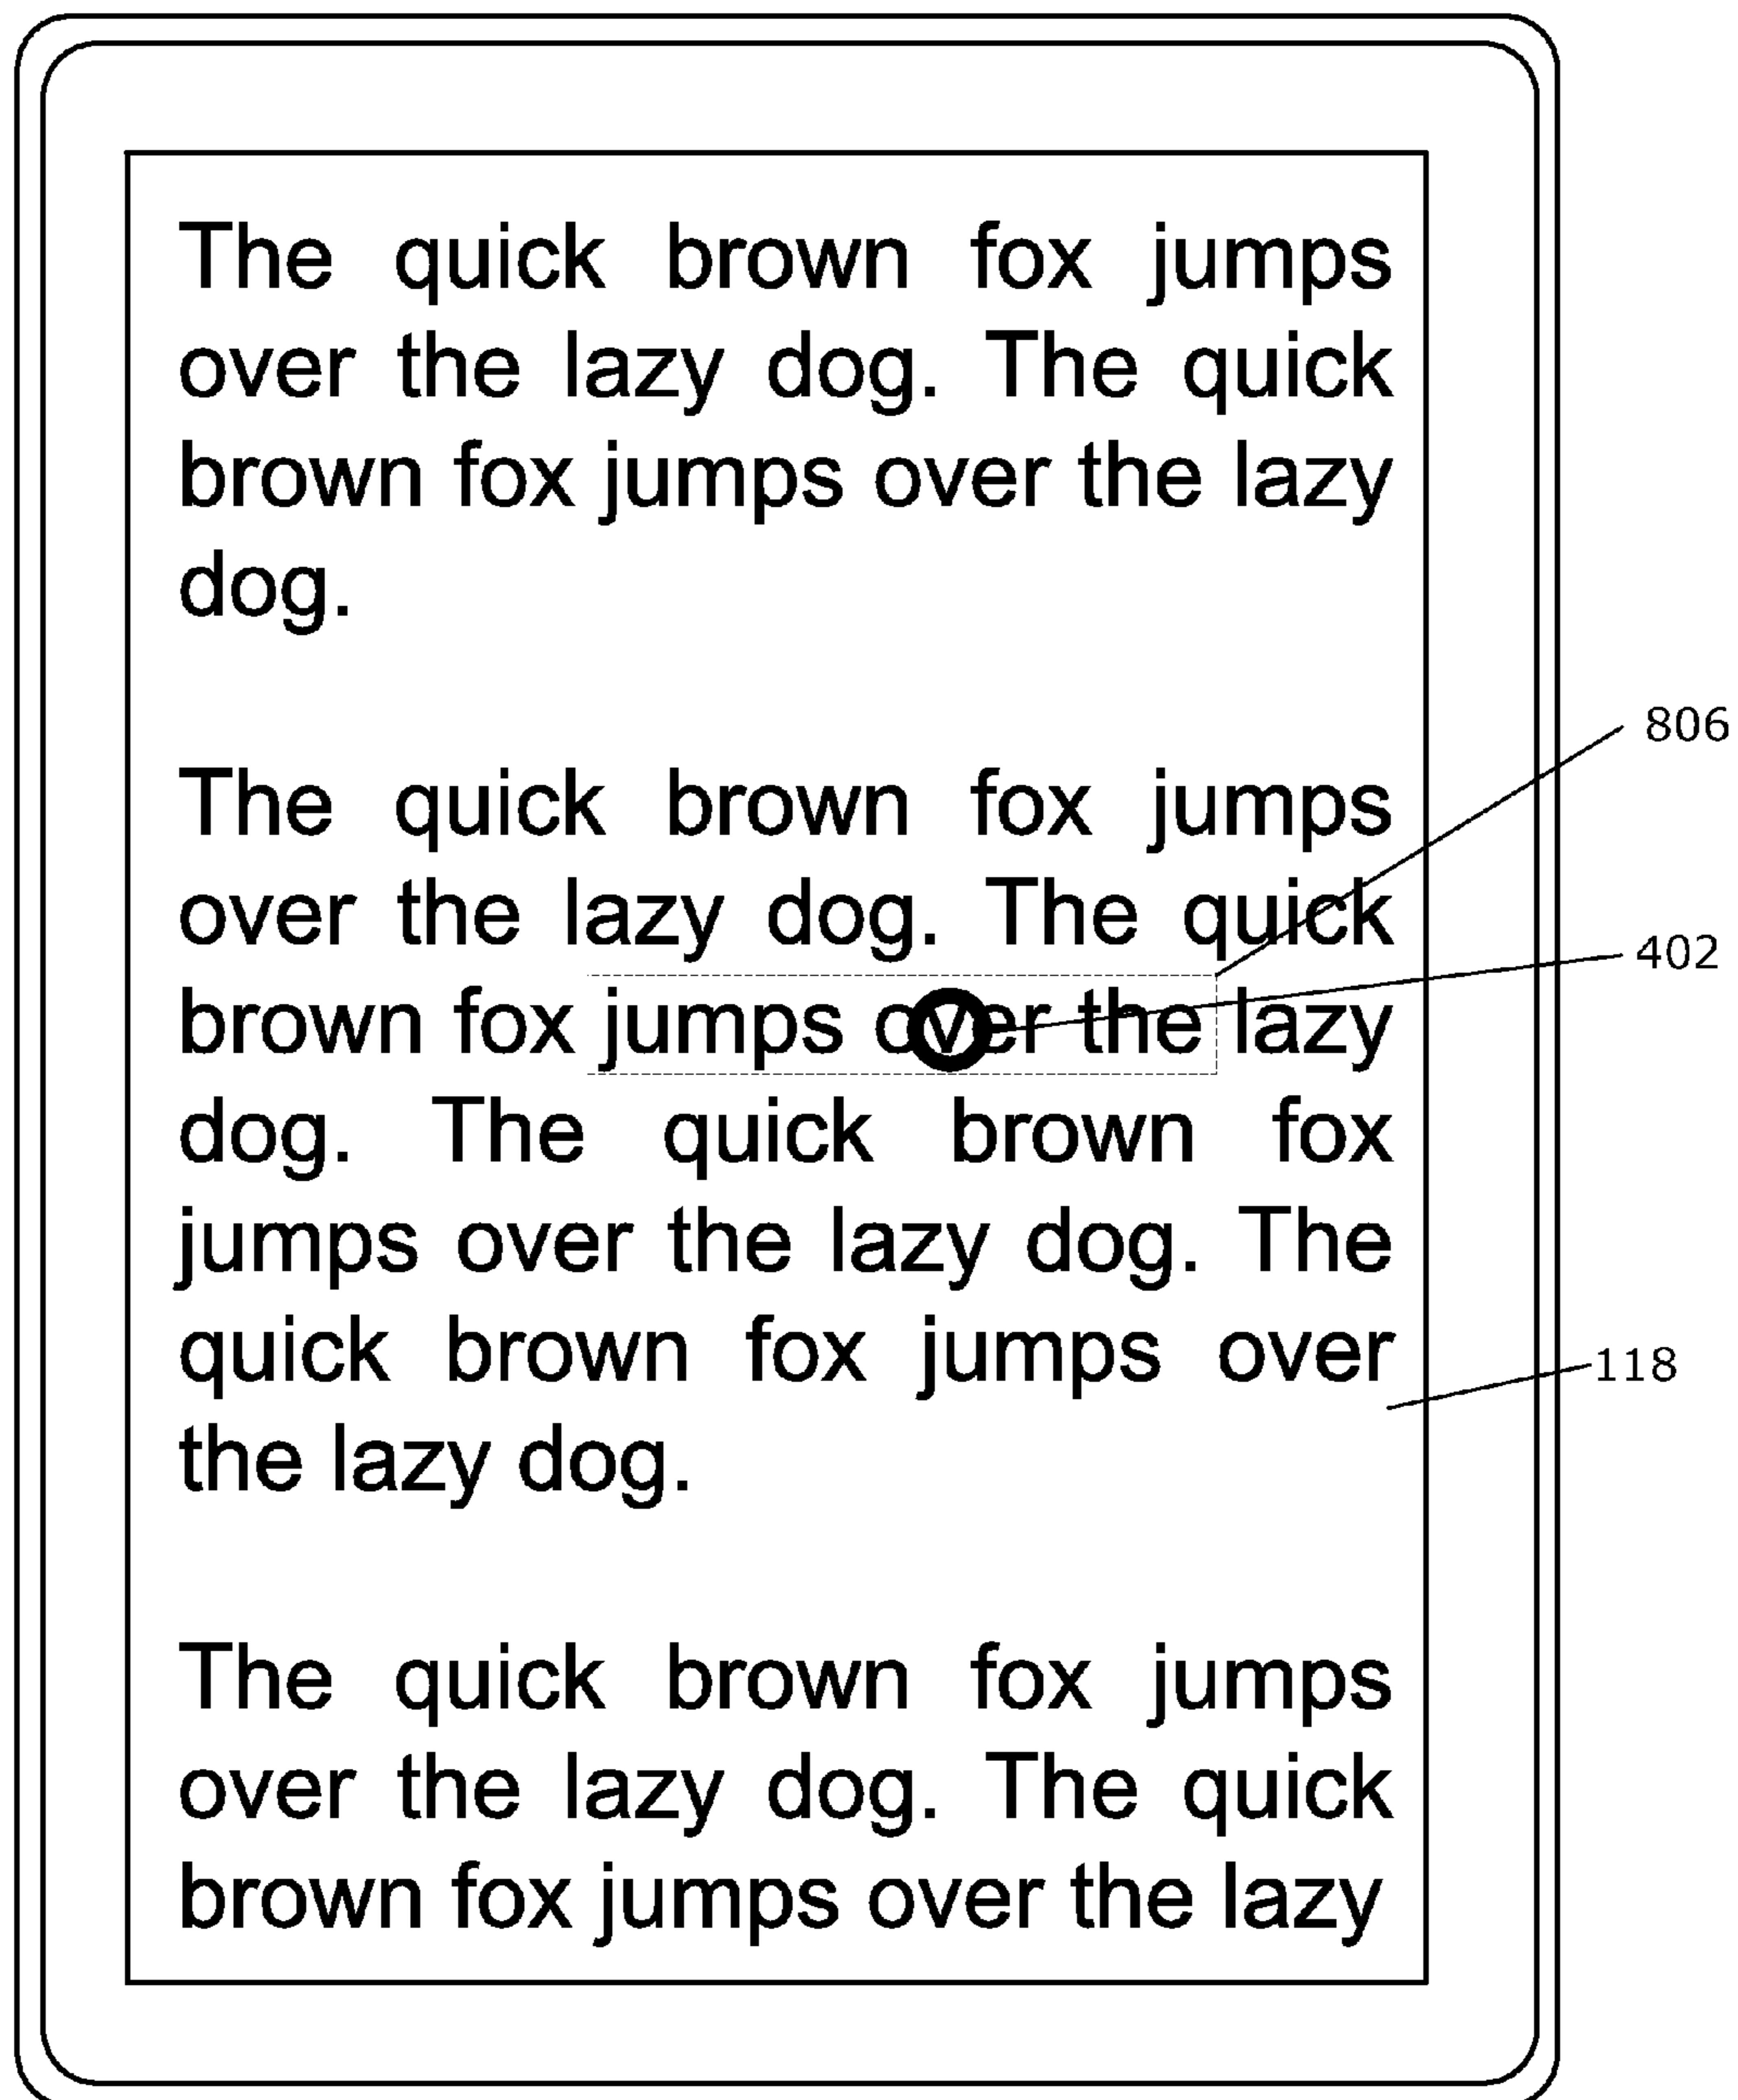 The quick brown fox jumps
over the lazy dog. The quick
brown fox jumps over the lazy
dog.
The quick brown fox jumps
over the lazy dog. The quick
brown fox jumps over the lazy
dog. The quick brown fox
jumps over the lazy dog. The
quick brown fox jumps over
the lazy dog.
The quick brown fox jumps
over the lazy dog. The quick
brown fox jumps over the lazy
806
402
118